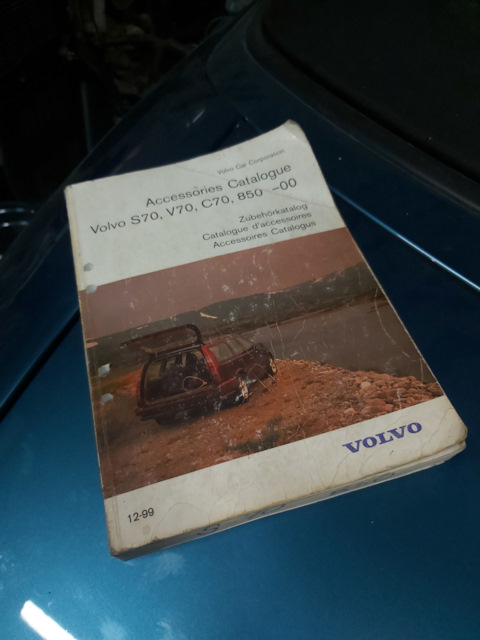 Volvo Car Corporation
Accessories Catalogue
Volvo S70, V70, C70, 850 -00
Zubehörkatalog
Catalogue d'accessoires
Accessoires Catalogus
VOLVO
12-99